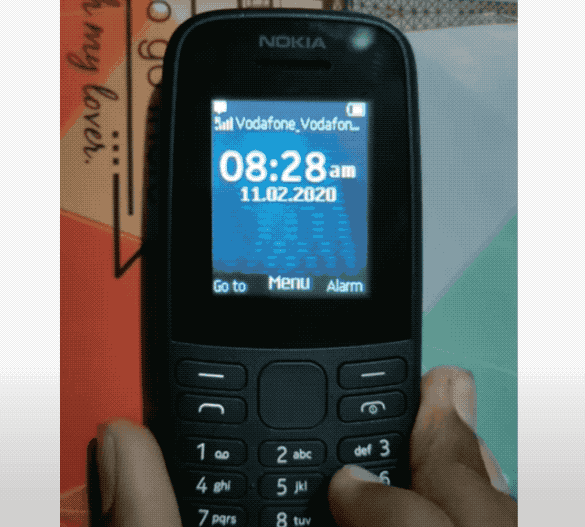 h my lover.
o go
NOKIA
Vodafone_Vodafon...
08:28am
11.02.2020
Go to Menu Alarm
1 2 abc def 3
4 ghi 5 jkl 6
7 pqrs 8 tuv